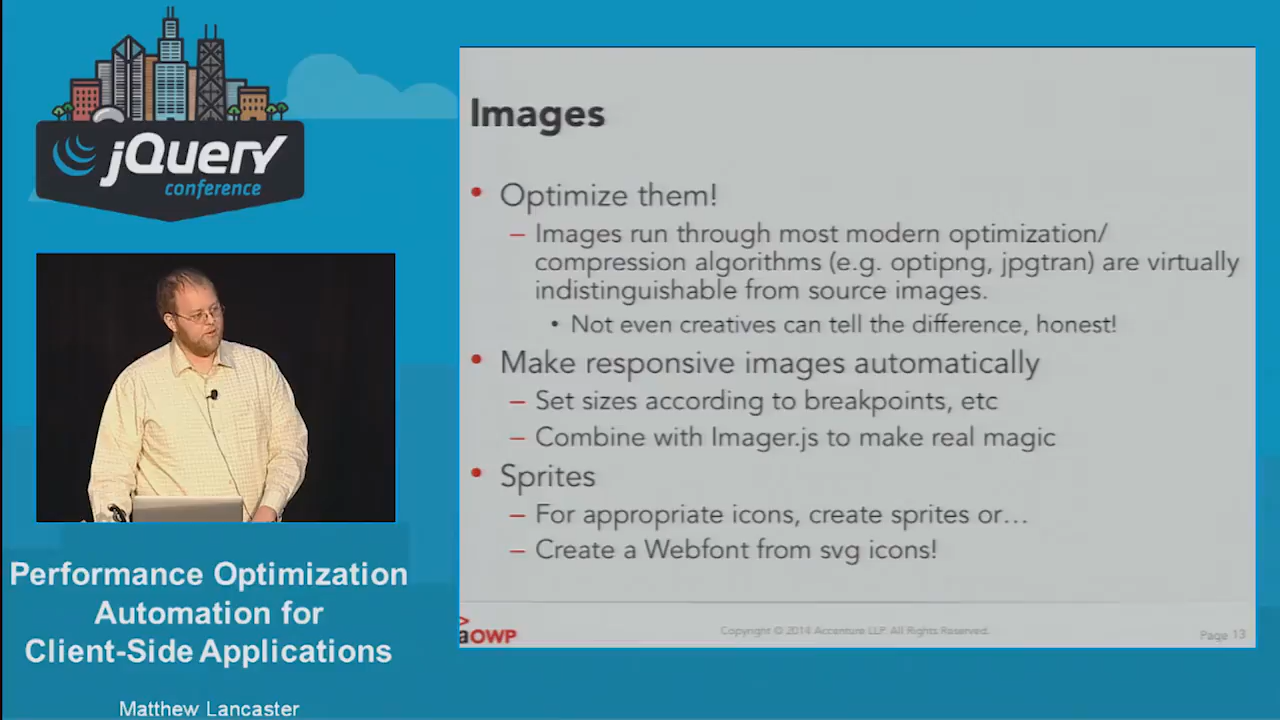 jQuery
conference
Performance Optimization
Automation for
Client-Side Applications
Matthew Lancaster
Images
• Optimize them!
– Images run through most modern optimization/
compression algorithms (e.g. optipng, jpgtran) are virtually
indistinguishable from source images.
• Not even creatives can tell the difference, honest!
• Make responsive images automatically
– Set sizes according to breakpoints, etc
– Combine with Imager.js to make real magic
• Sprites
– For appropriate icons, create sprites or…
– Create a Webfont from svg icons!
aOWP
Copyright © 2014 Accenture LLP. All Rights Reserved.
Page 13